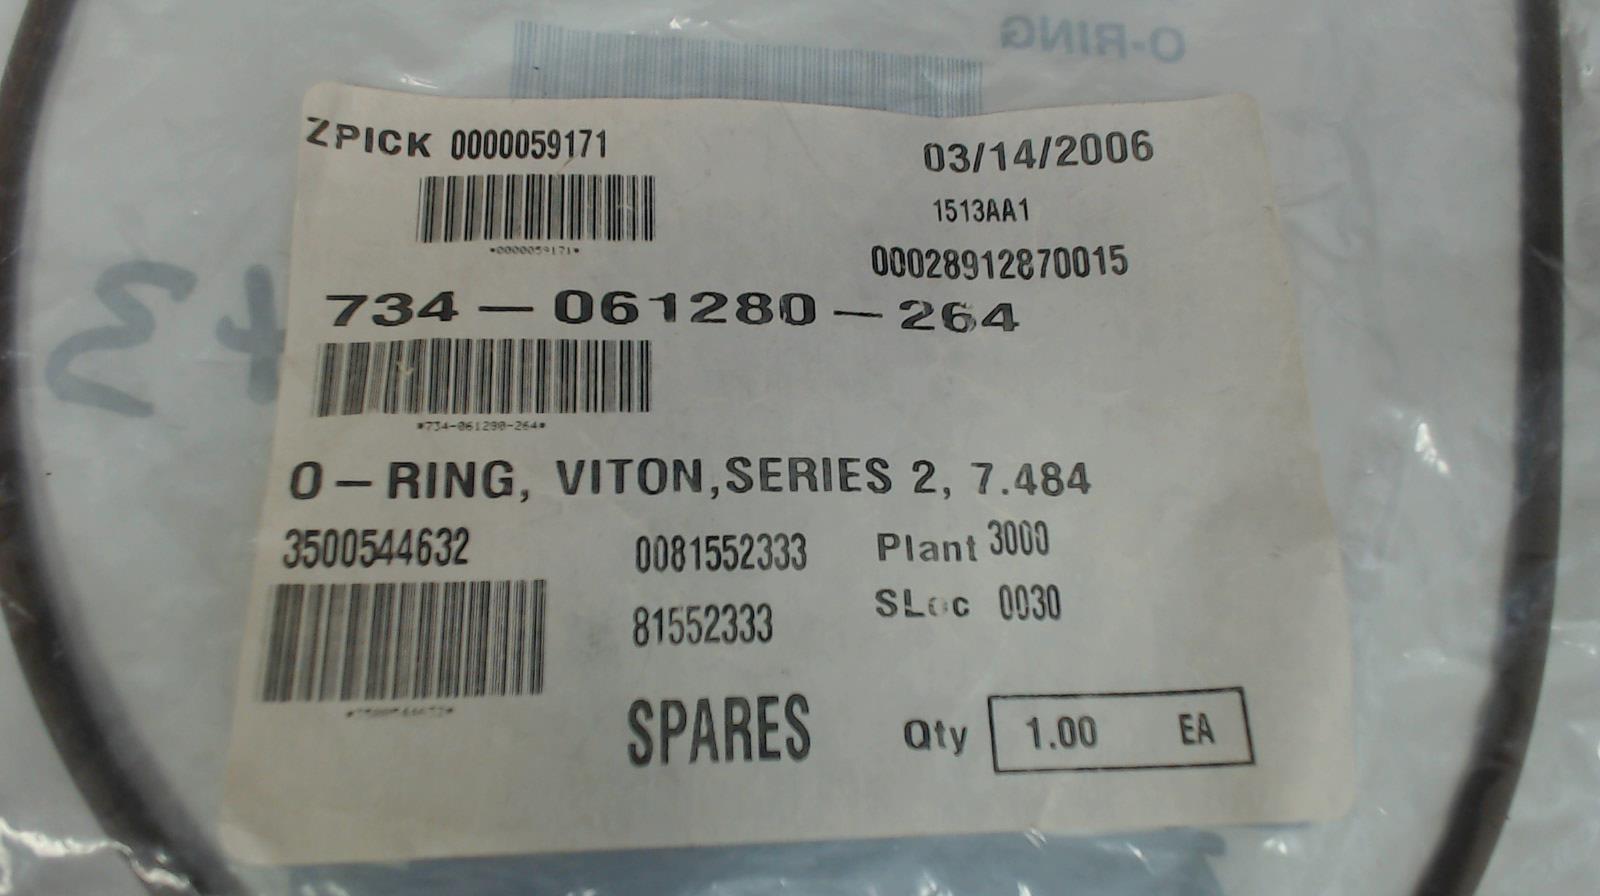 O-RING
ZPICK 0000059171
03/14/2006
*0000059171*
1513AA1
00028912870015
734-061280-264
*734-061280-264*
O-RING, VITON,SERIES 2, 7.484
3500544632
0081552333
Plant 3000
81552333
SLoc 0030
*3500544632*
SPARES
Qty 1.00 EA